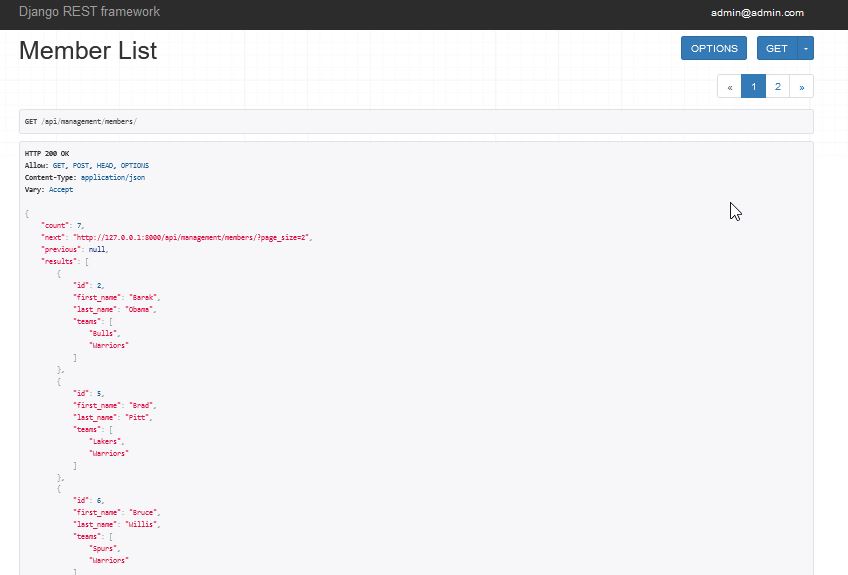 Django REST framework
admin@admin.com
Member List
OPTIONS
GET
« 1 2 »
GET /api/management/members/
HTTP 200 OK
Allow: GET, POST, HEAD, OPTIONS
Content-Type: application/json
Vary: Accept
{
"count": 7,
"next": "http://127.0.0.1:8000/api/management/members/?page_size=2",
"previous": null,
"results": [
{
"id": 2,
"first_name": "Barak",
"last_name": "Obama",
"teams": [
"Bulls",
"Warriors"
]
},
{
"id": 5,
"first_name": "Brad",
"last_name": "Pitt",
"teams": [
"Lakers",
"Warriors"
]
},
{
"id": 6,
"first_name": "Bruce",
"last_name": "Willis",
"teams": [
"Spurs",
"Warriors"
]